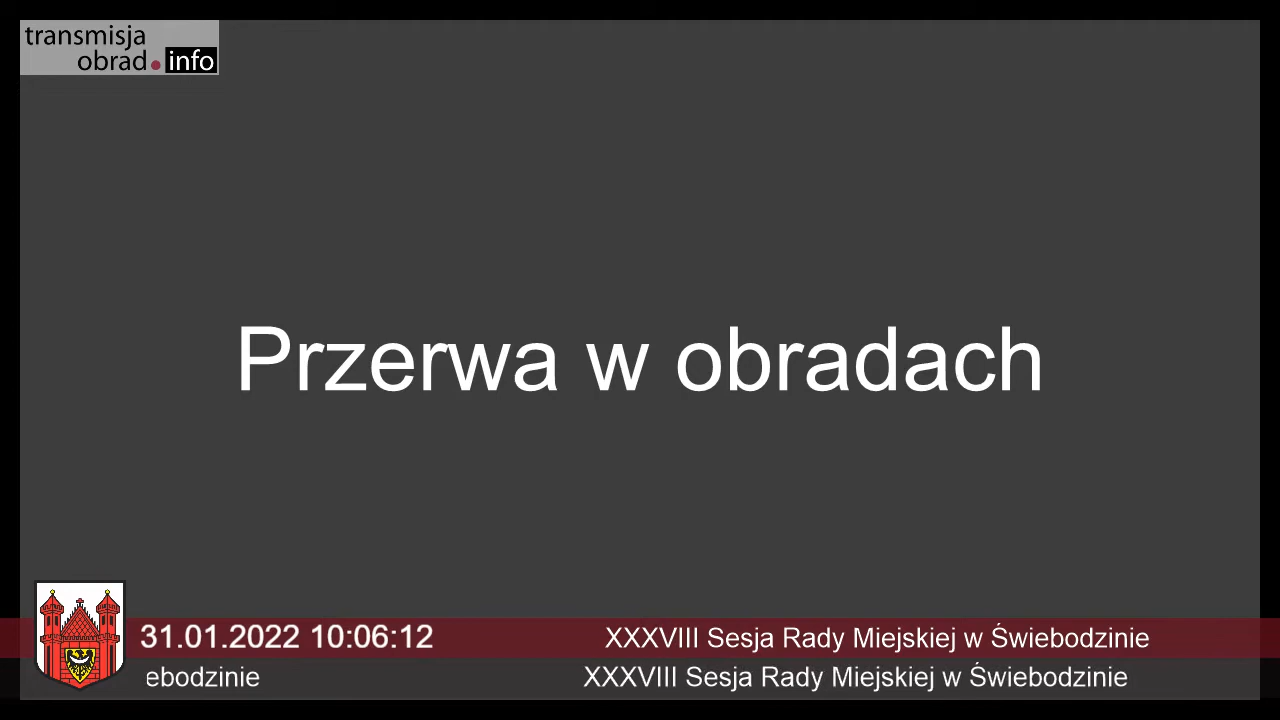 transmisja
obrad.info
Przerwa w obradach
31.01.2022 10:06:12 XXXVIII Sesja Rady Miejskiej w Świebodzinie
ebodzinie XXXVIII Sesja Rady Miejskiej w Świebodzinie